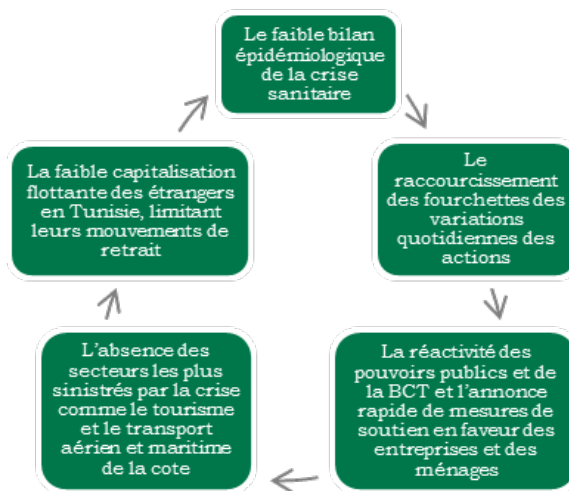 Le faible bilan
épidémiologique
de la crise
sanitaire
Le
raccourcissement
des fourchettes des
variations
quotidiennes des
actions
La réactivité des
pouvoirs publics et de
la BCT et l'annonce
rapide de mesures de
soutien en faveur des
entreprises et des
ménages
L'absence des
secteurs les plus
sinistrés par la crise
comme le tourisme
et le transport
aérien et maritime
de la cote
La faible capitalisation
flottante des étrangers
en Tunisie, limitant
leurs mouvements de
retrait